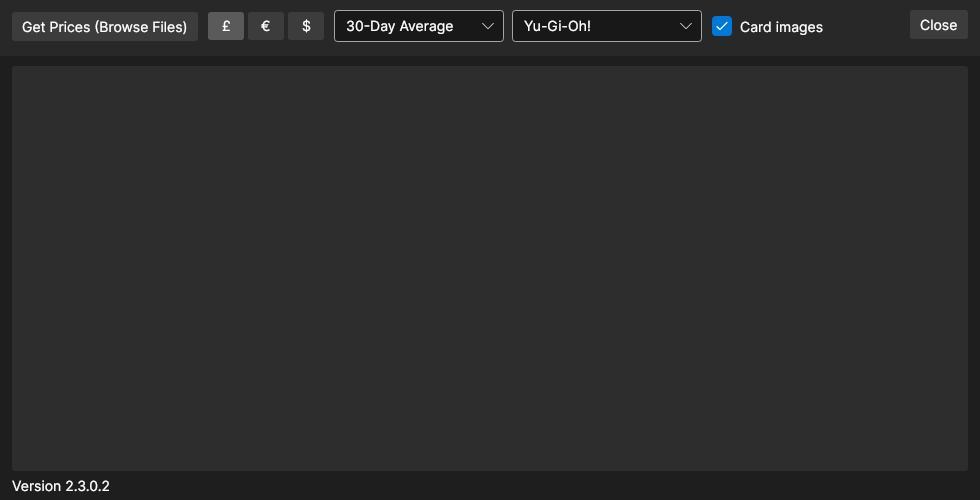 Get Prices (Browse Files) £ € $ 30-Day Average Yu-Gi-Oh! Card images Close
Version 2.3.0.2